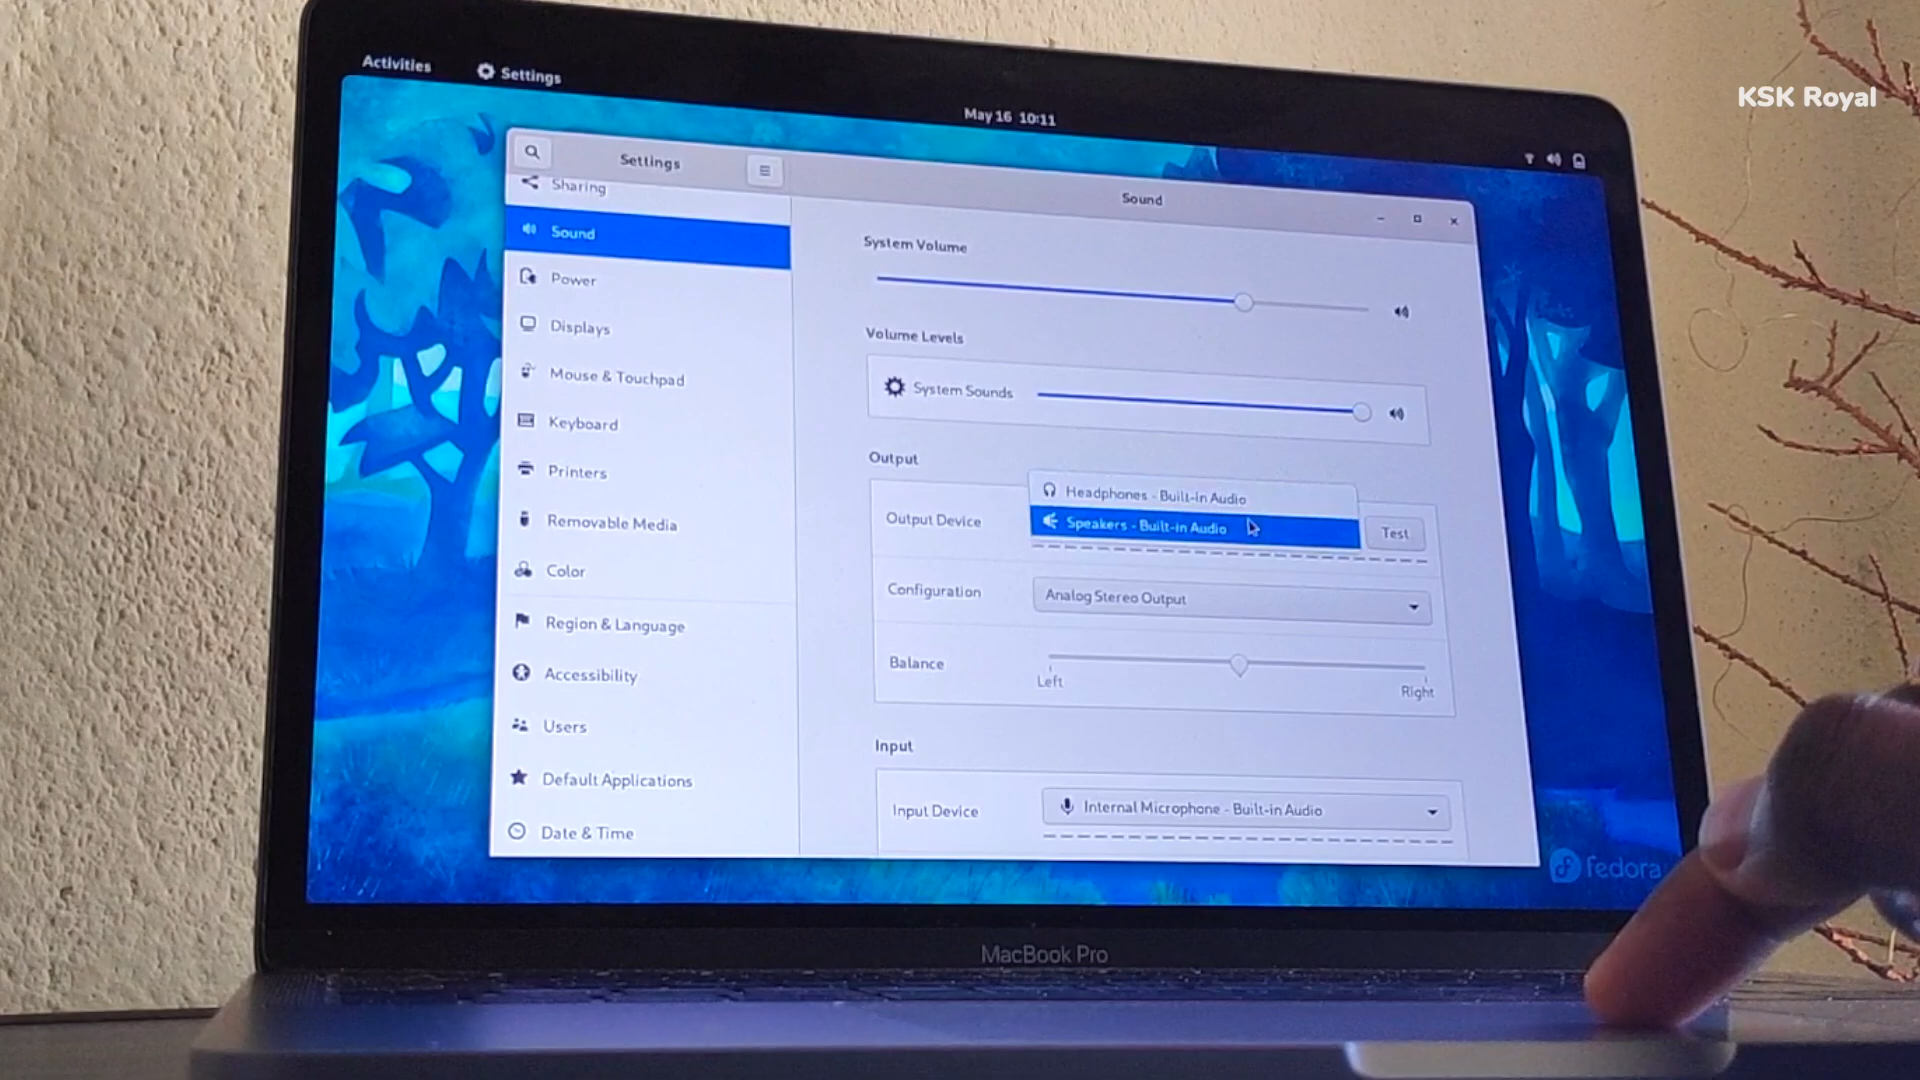 Activities
Settings
May 16 10:11
KSK Royal
Settings
Sound
Sharing
Sound
Power
Displays
Mouse & Touchpad
Keyboard
Printers
Removable Media
Color
Region & Language
Accessibility
Users
Default Applications
Date & Time
System Volume
Volume Levels
System Sounds
Output
Output Device
Headphones - Built-in Audio
Speakers - Built-in Audio
Test
Configuration
Analog Stereo Output
Balance
Left
Right
Input
Input Device
Internal Microphone - Built-in Audio
fedora
MacBook Pro